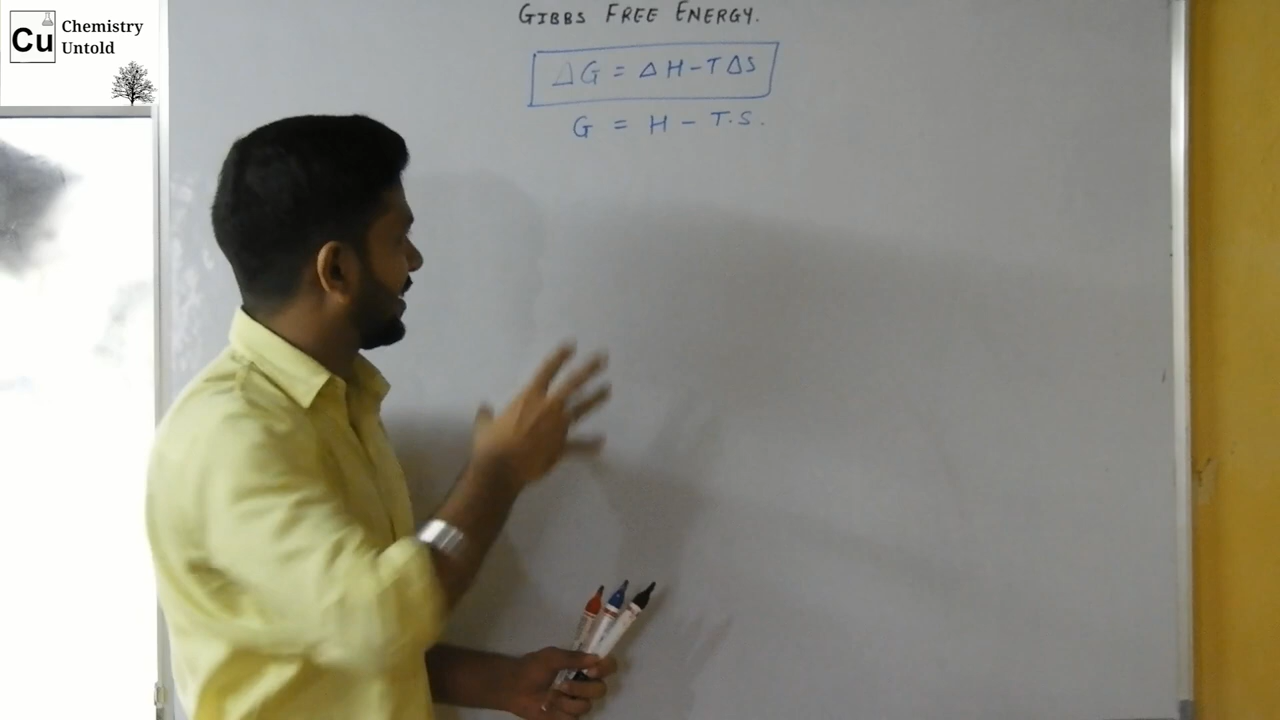 Cu
Chemistry
Untold
GIBBS FREE ENERGY.
ΔG = ΔH-TΔS
G = H - T.S.